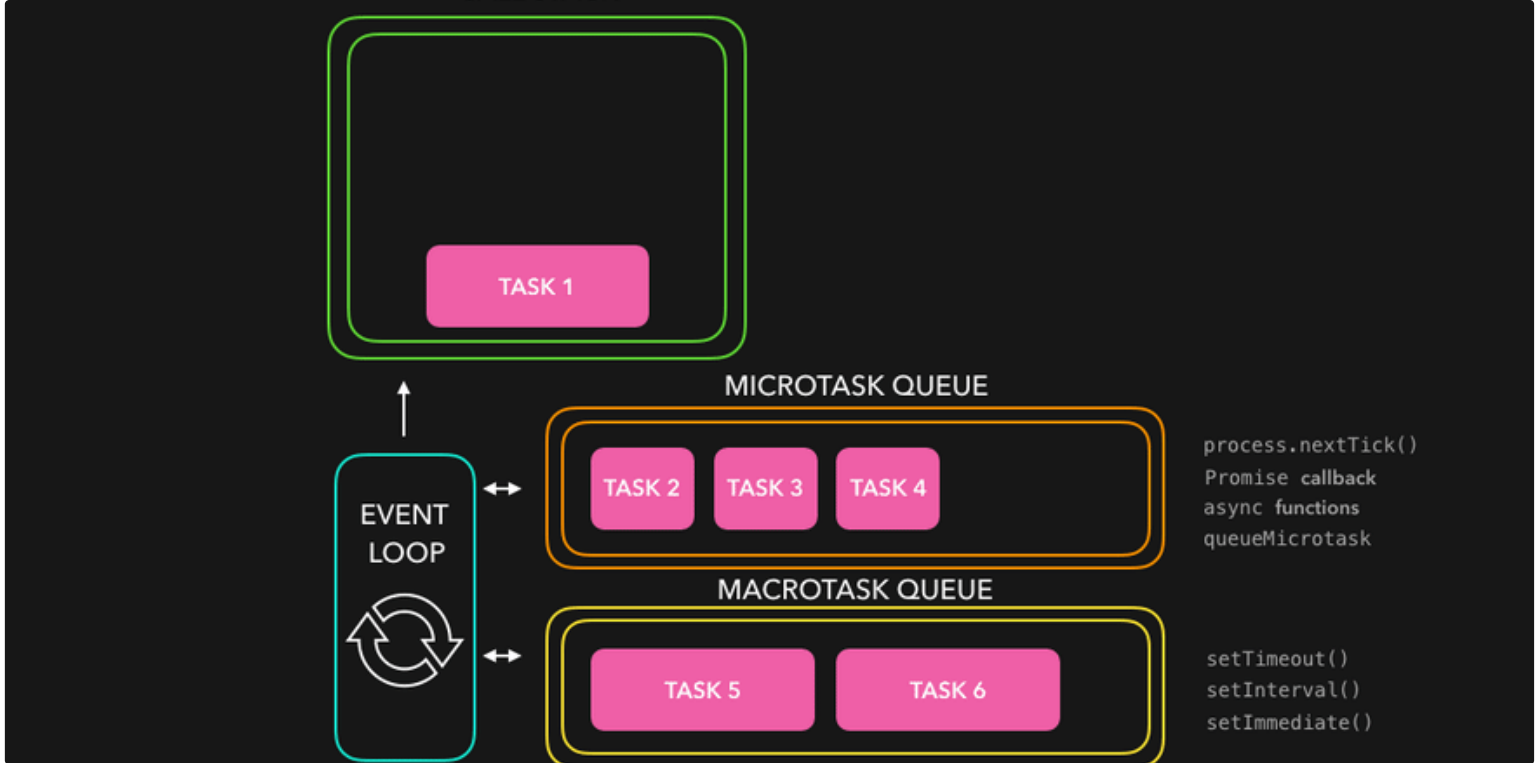 TASK 1
MICROTASK QUEUE
TASK 2 TASK 3 TASK 4
process.nextTick()
Promise callback
async functions
queueMicrotask
EVENT
LOOP
MACROTASK QUEUE
TASK 5 TASK 6
setTimeout()
setInterval()
setImmediate()